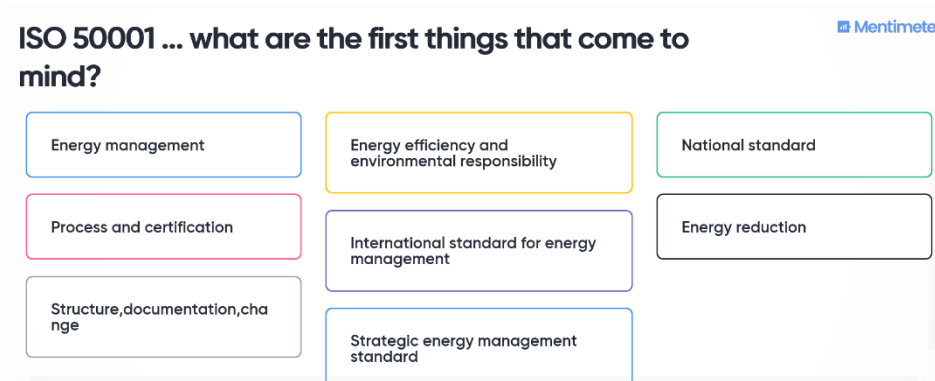 ISO 50001 ... what are the first things that come to
mind?
Mentimete
Energy management
Process and certification
Structure,documentation,cha
nge
Energy efficiency and
environmental responsibility
International standard for energy
management
Strategic energy management
standard
National standard
Energy reduction